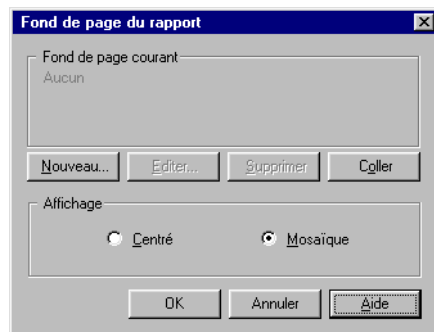 Fond de page du rapport
Fond de page courant
Aucun
Nouveau... Editer... Supprimer Coller
Affichage
Centré Mosaïque
OK Annuler Aide